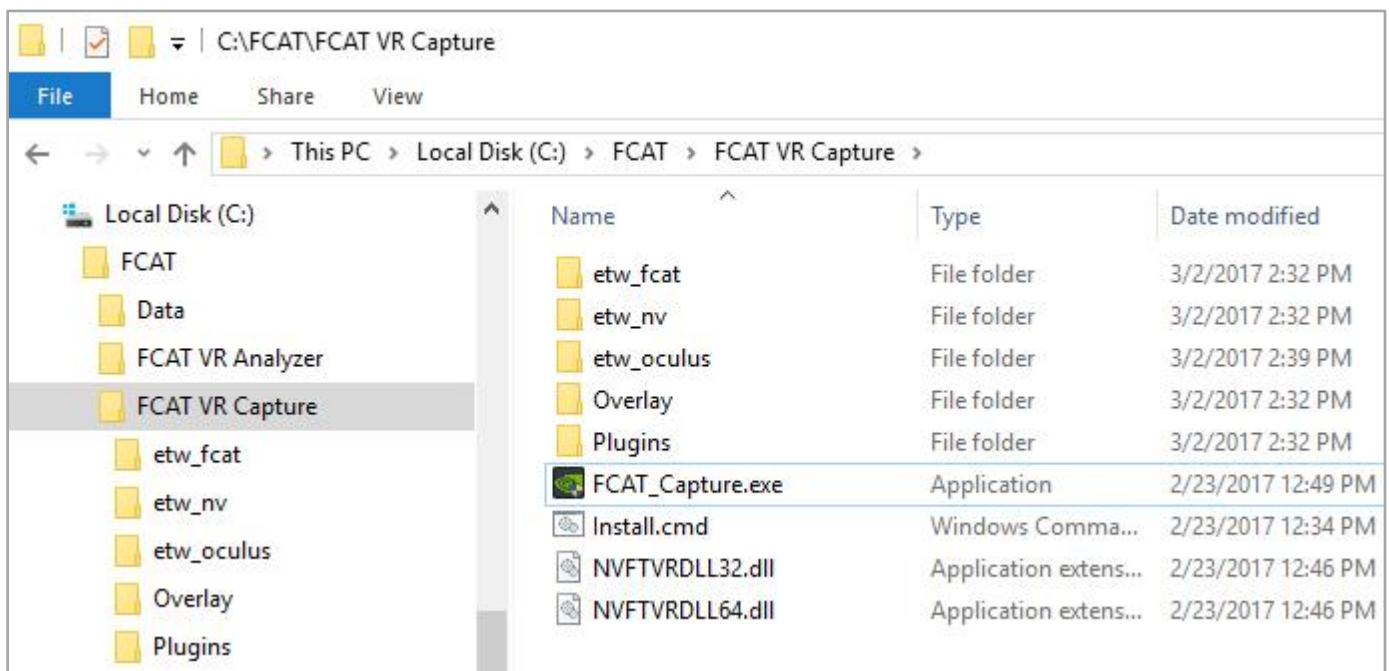 C:\FCAT\FCAT VR Capture
File Home Share View
This PC > Local Disk (C:) > FCAT > FCAT VR Capture >
Local Disk (C:)
FCAT
Data
FCAT VR Analyzer
FCAT VR Capture
etw_fcat
etw_nv
etw_oculus
Overlay
Plugins
Name Type Date modified
etw_fcat File folder 3/2/2017 2:32 PM
etw_nv File folder 3/2/2017 2:32 PM
etw_oculus File folder 3/2/2017 2:39 PM
Overlay File folder 3/2/2017 2:32 PM
Plugins File folder 3/2/2017 2:32 PM
FCAT_Capture.exe Application 2/23/2017 12:49 PM
Install.cmd Windows Comma... 2/23/2017 12:34 PM
NVFTVRDLL32.dll Application extens... 2/23/2017 12:46 PM
NVFTVRDLL64.dll Application extens... 2/23/2017 12:46 PM